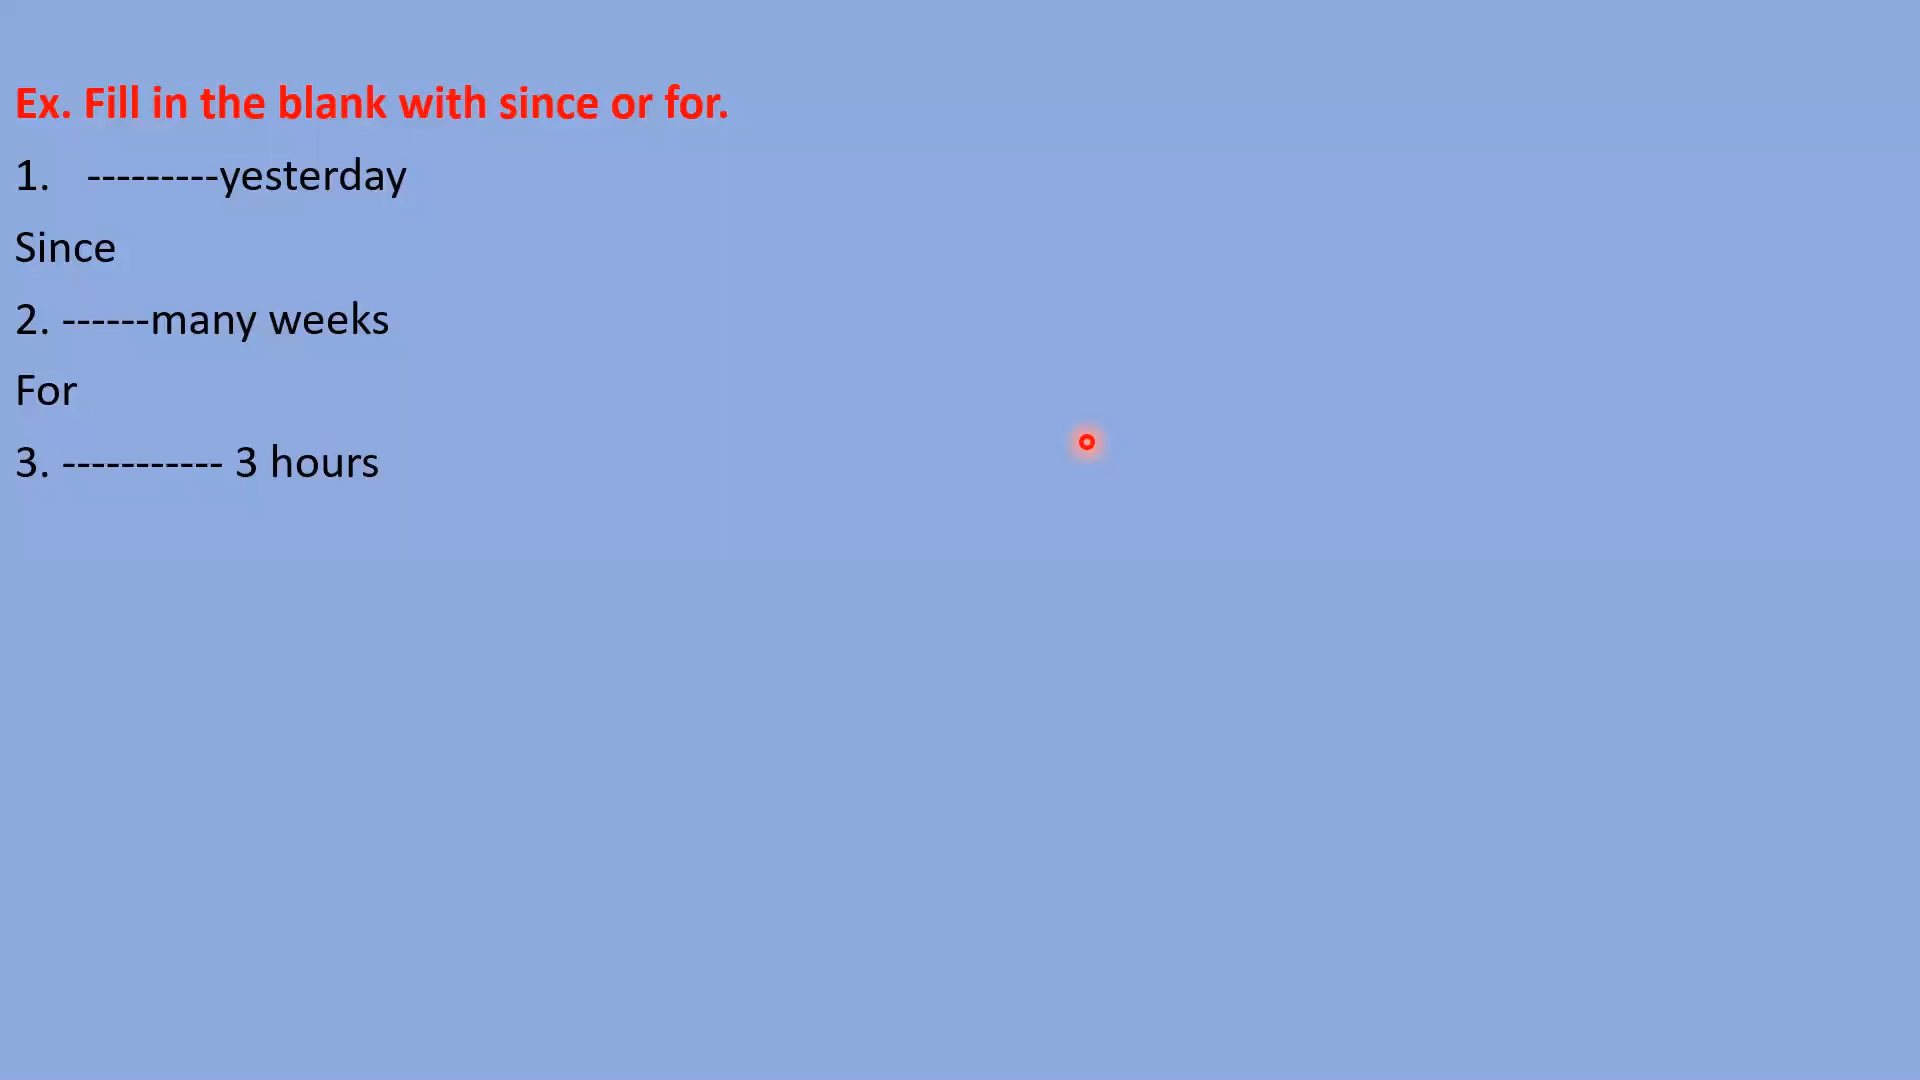 Ex. Fill in the blank with since or for.
1. ---------yesterday
Since
2. ------many weeks
For
3. ----------- 3 hours